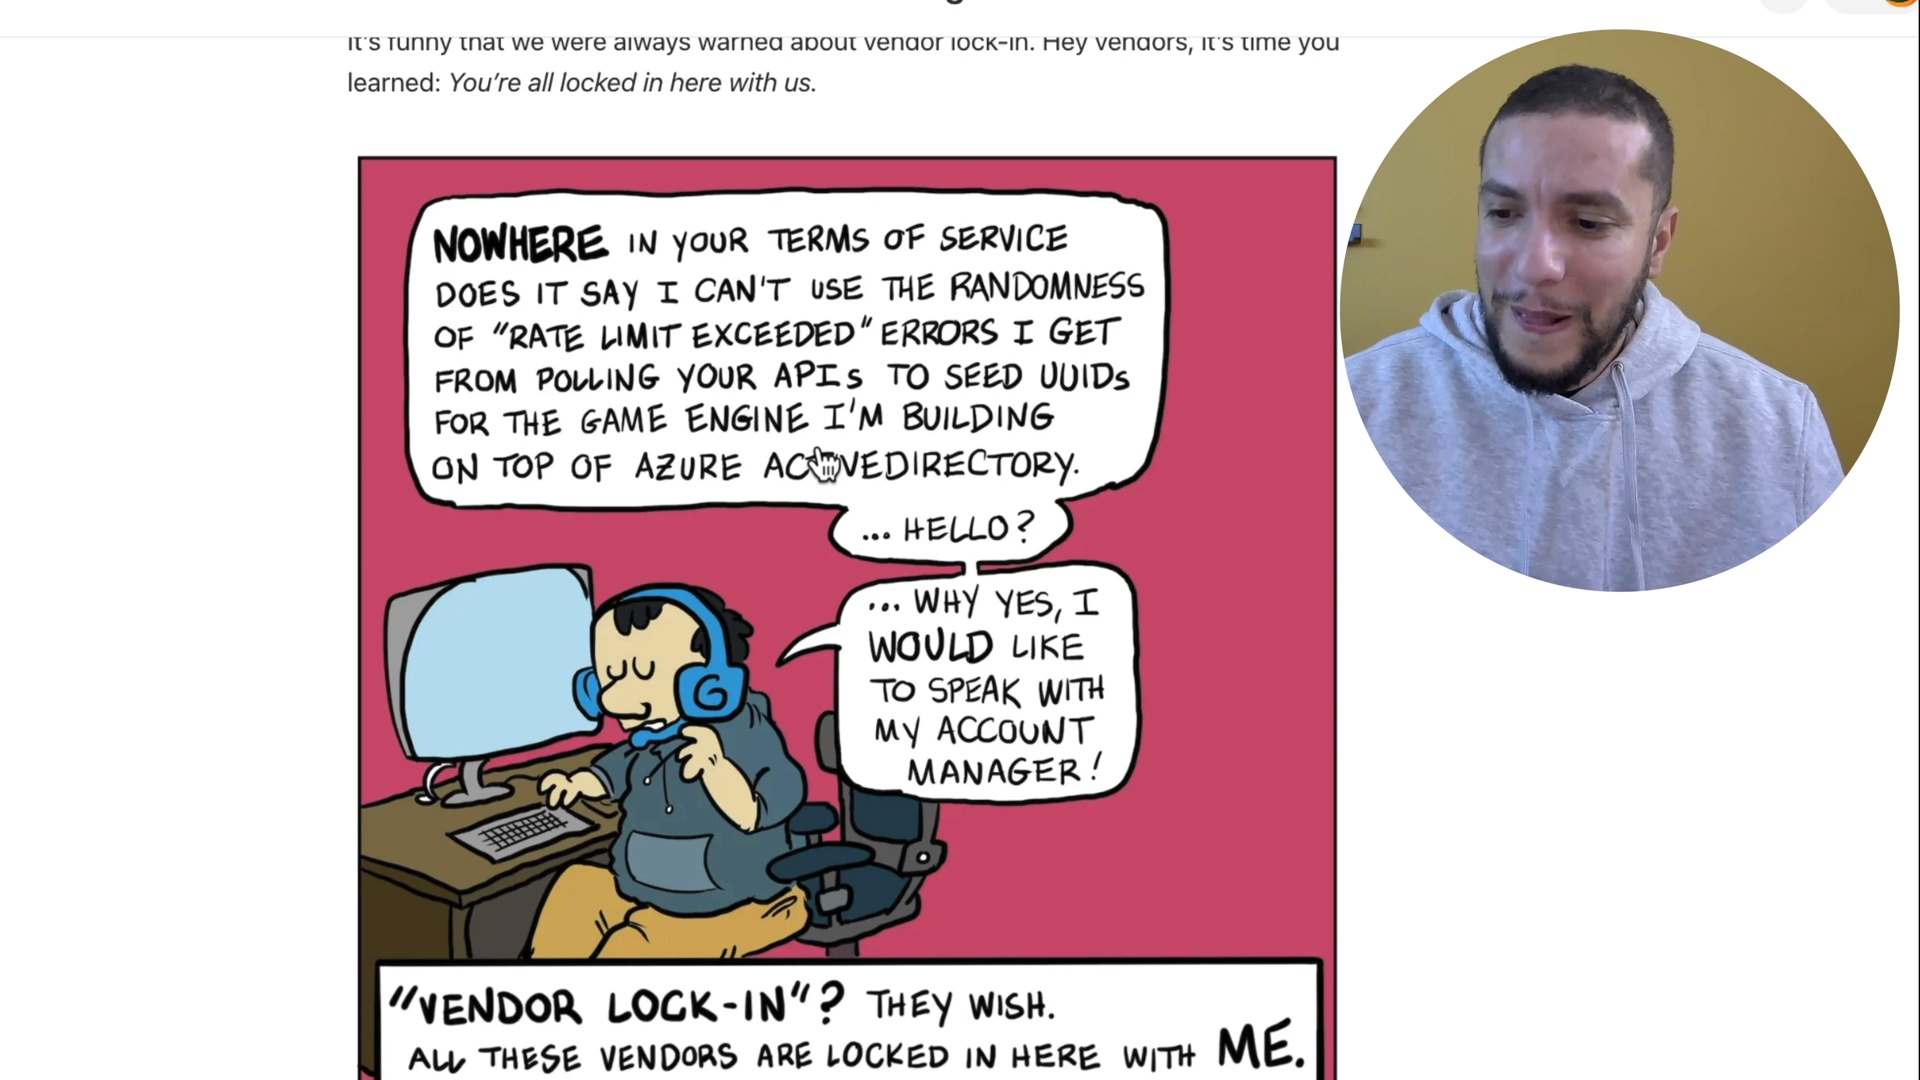 It's funny that we were always warned about vendor lock-in. Hey vendors, it's time you
learned: You're all locked in here with us.
NOWHERE IN YOUR TERMS OF SERVICE
DOES IT SAY I CAN'T USE THE RANDOMNESS
OF "RATE LIMIT EXCEEDED" ERRORS I GET
FROM POLLING YOUR APIs TO SEED UUIDs
FOR THE GAME ENGINE I'M BUILDING
ON TOP OF AZURE ACTIVEDIRECTORY.
... HELLO?
... WHY YES, I
WOULD LIKE
TO SPEAK WITH
MY ACCOUNT
MANAGER!
"VENDOR LOCK-IN"? THEY WISH.
ALL THESE VENDORS ARE LOCKED IN HERE WITH ME.